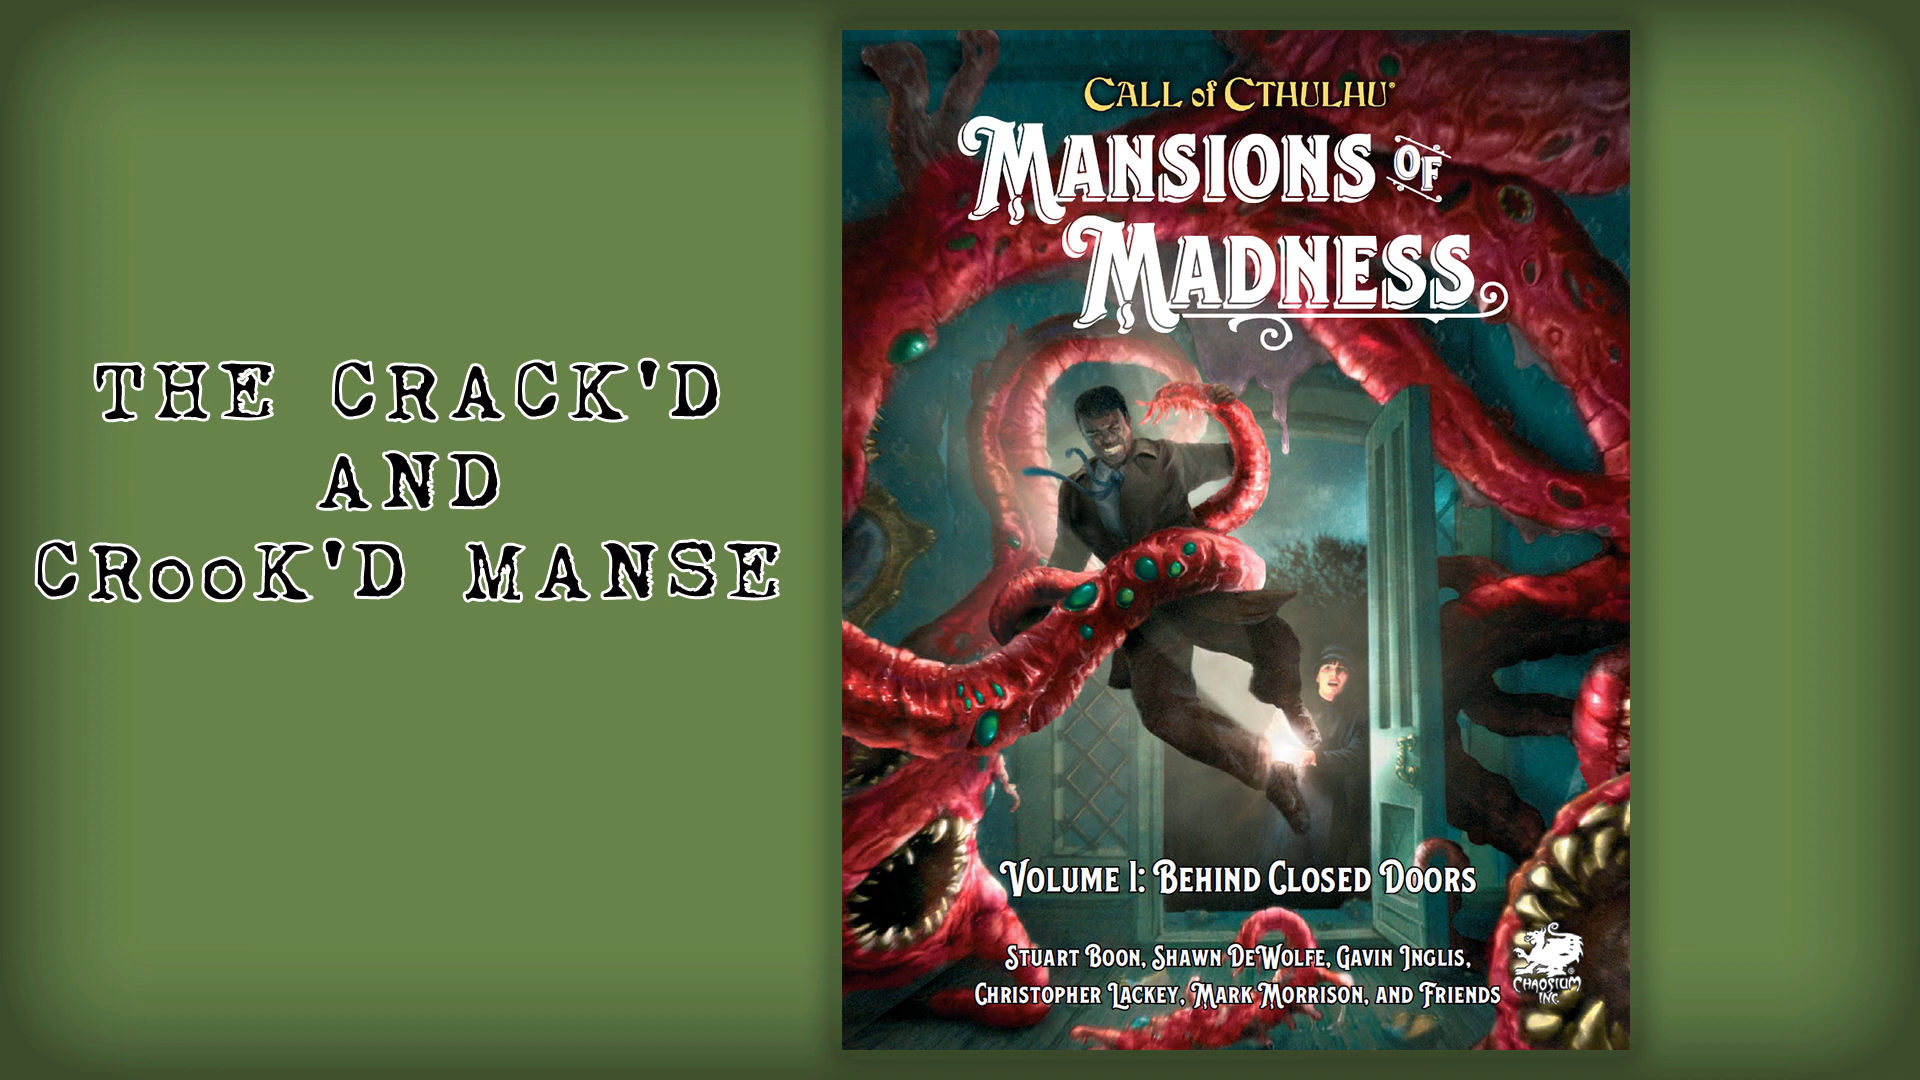 THE CRACK'D
AND
CRooK'D MANSE
CALL of CTHULHU®
MANSIONS OF
MADNESS
VOLUME 1: BEHIND CLOSED DOORS
STUART BOON, SHAWN DEWOLFE, GAVIN INGLIS,
CHRISTOPHER LACKEY, MARK MORRISON, AND FRIENDS
CHAOSIUM®
INC.